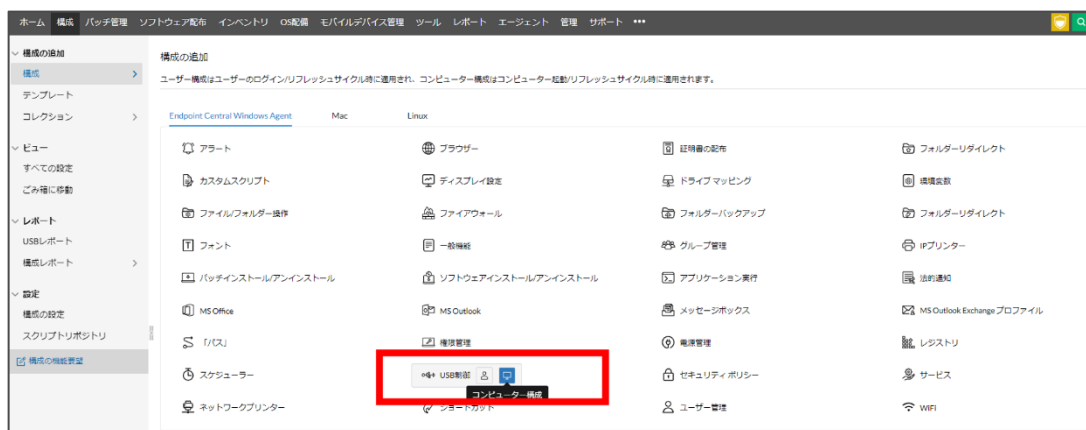 ホーム 構成 パッチ管理 ソフトウェア配布 インベントリ OS配備 モバイルデバイス管理 ツール レポート エージェント 管理 サポート •••
構成の追加
構成
テンプレート
コレクション
ビュー
すべての設定
ごみ箱に移動
レポート
USBレポート
構成レポート
設定
構成の設定
スクリプトリポジトリ
構成の機能要望
構成の追加
ユーザー構成はユーザーのログイン/リフレッシュサイクル時に適用され、コンピューター構成はコンピューター起動/リフレッシュサイクル時に適用されます。
Endpoint Central Windows Agent Mac Linux
アラート ブラウザー 証明書の配布 フォルダーリダイレクト
カスタムスクリプト ディスプレイ設定 ドライブ マッピング 環境変数
ファイル/フォルダー操作 ファイアウォール フォルダーバックアップ フォルダーリダイレクト
フォント 一般機能 グループ管理 IPプリンター
パッチインストール/アンインストール ソフトウェアインストール/アンインストール アプリケーション実行 法的通知
MS Office MS Outlook メッセージボックス MS Outlook Exchange プロファイル
「パス」 権限管理 電源管理 レジストリ
スケジューラー USB制御 セキュリティ ポリシー サービス
コンピューター構成
ネットワークプリンター ショートカット ユーザー管理 WiFi